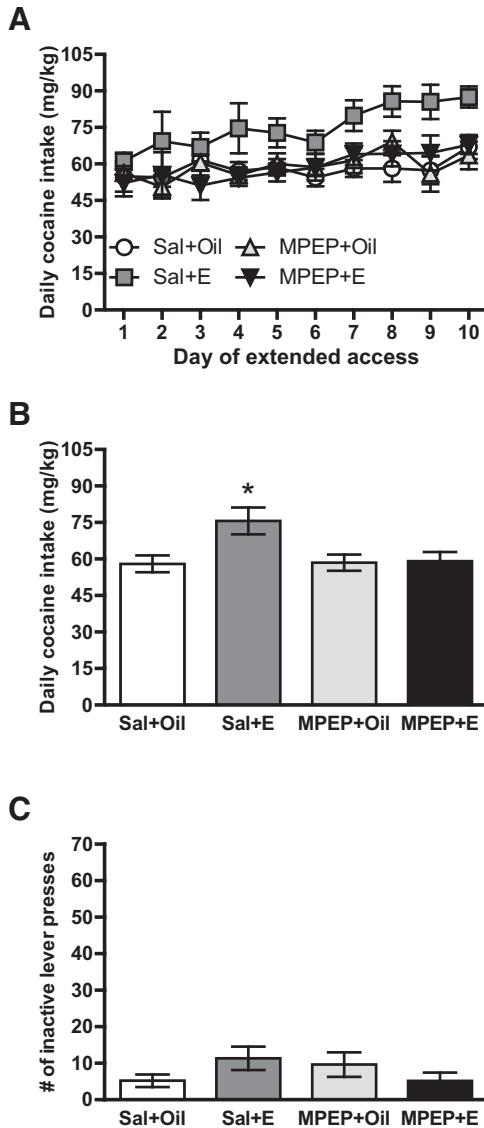 A
Daily cocaine intake (mg/kg)
105
90
75
60
45
30
15
0
Sal+Oil
MPEP+Oil
Sal+E
MPEP+E
1 2 3 4 5 6 7 8 9 10
Day of extended access
B
Daily cocaine intake (mg/kg)
105
90
75
60
45
30
15
0
*
Sal+Oil Sal+E MPEP+Oil MPEP+E
C
# of inactive lever presses
70
60
50
40
30
20
10
0
Sal+Oil Sal+E MPEP+Oil MPEP+E